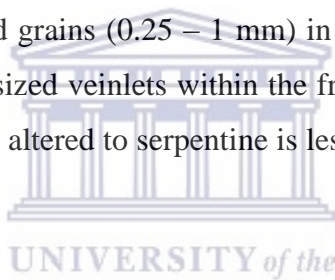 d grains (0.25 – 1 mm) in
sized veinlets within the fr
altered to serpentine is les
UNIVERSITY of the